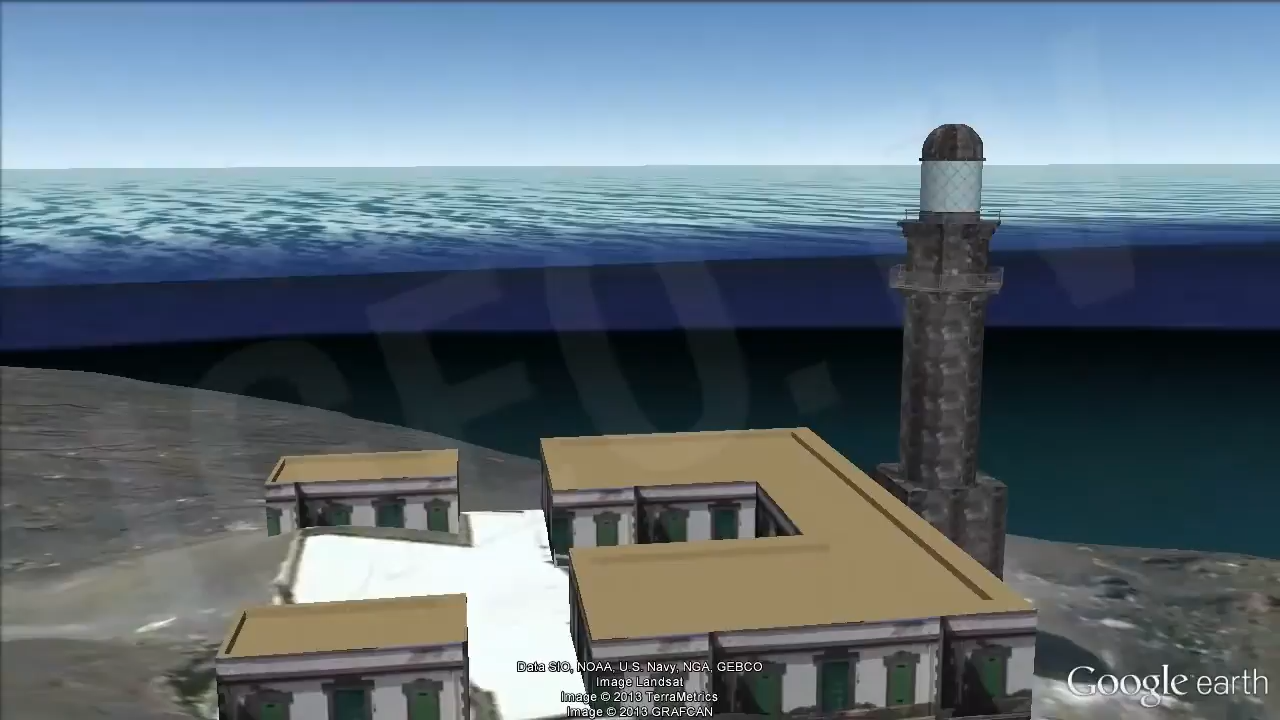 Data SIO, NOAA, U.S. Navy, NGA, GEBCO
Image Landsat
Image © 2013 TerraMetrics
Image © 2013 GRAFCAN
Google earth